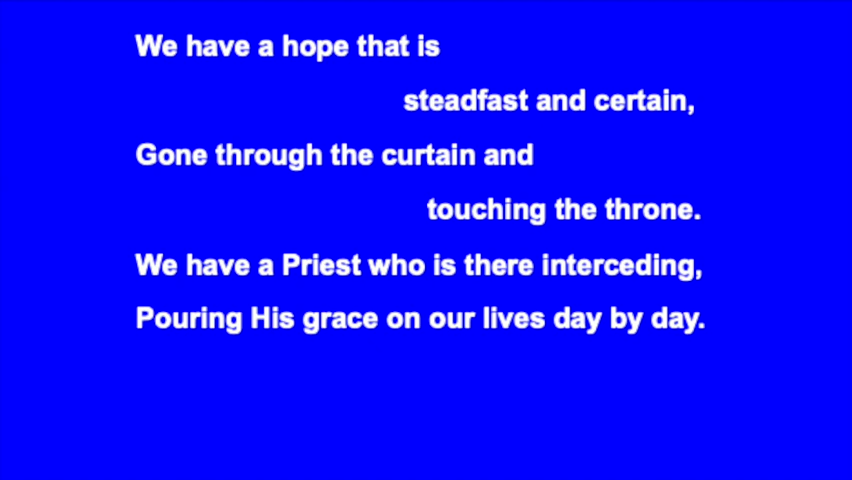 We have a hope that is
steadfast and certain,
Gone through the curtain and
touching the throne.
We have a Priest who is there interceding,
Pouring His grace on our lives day by day.